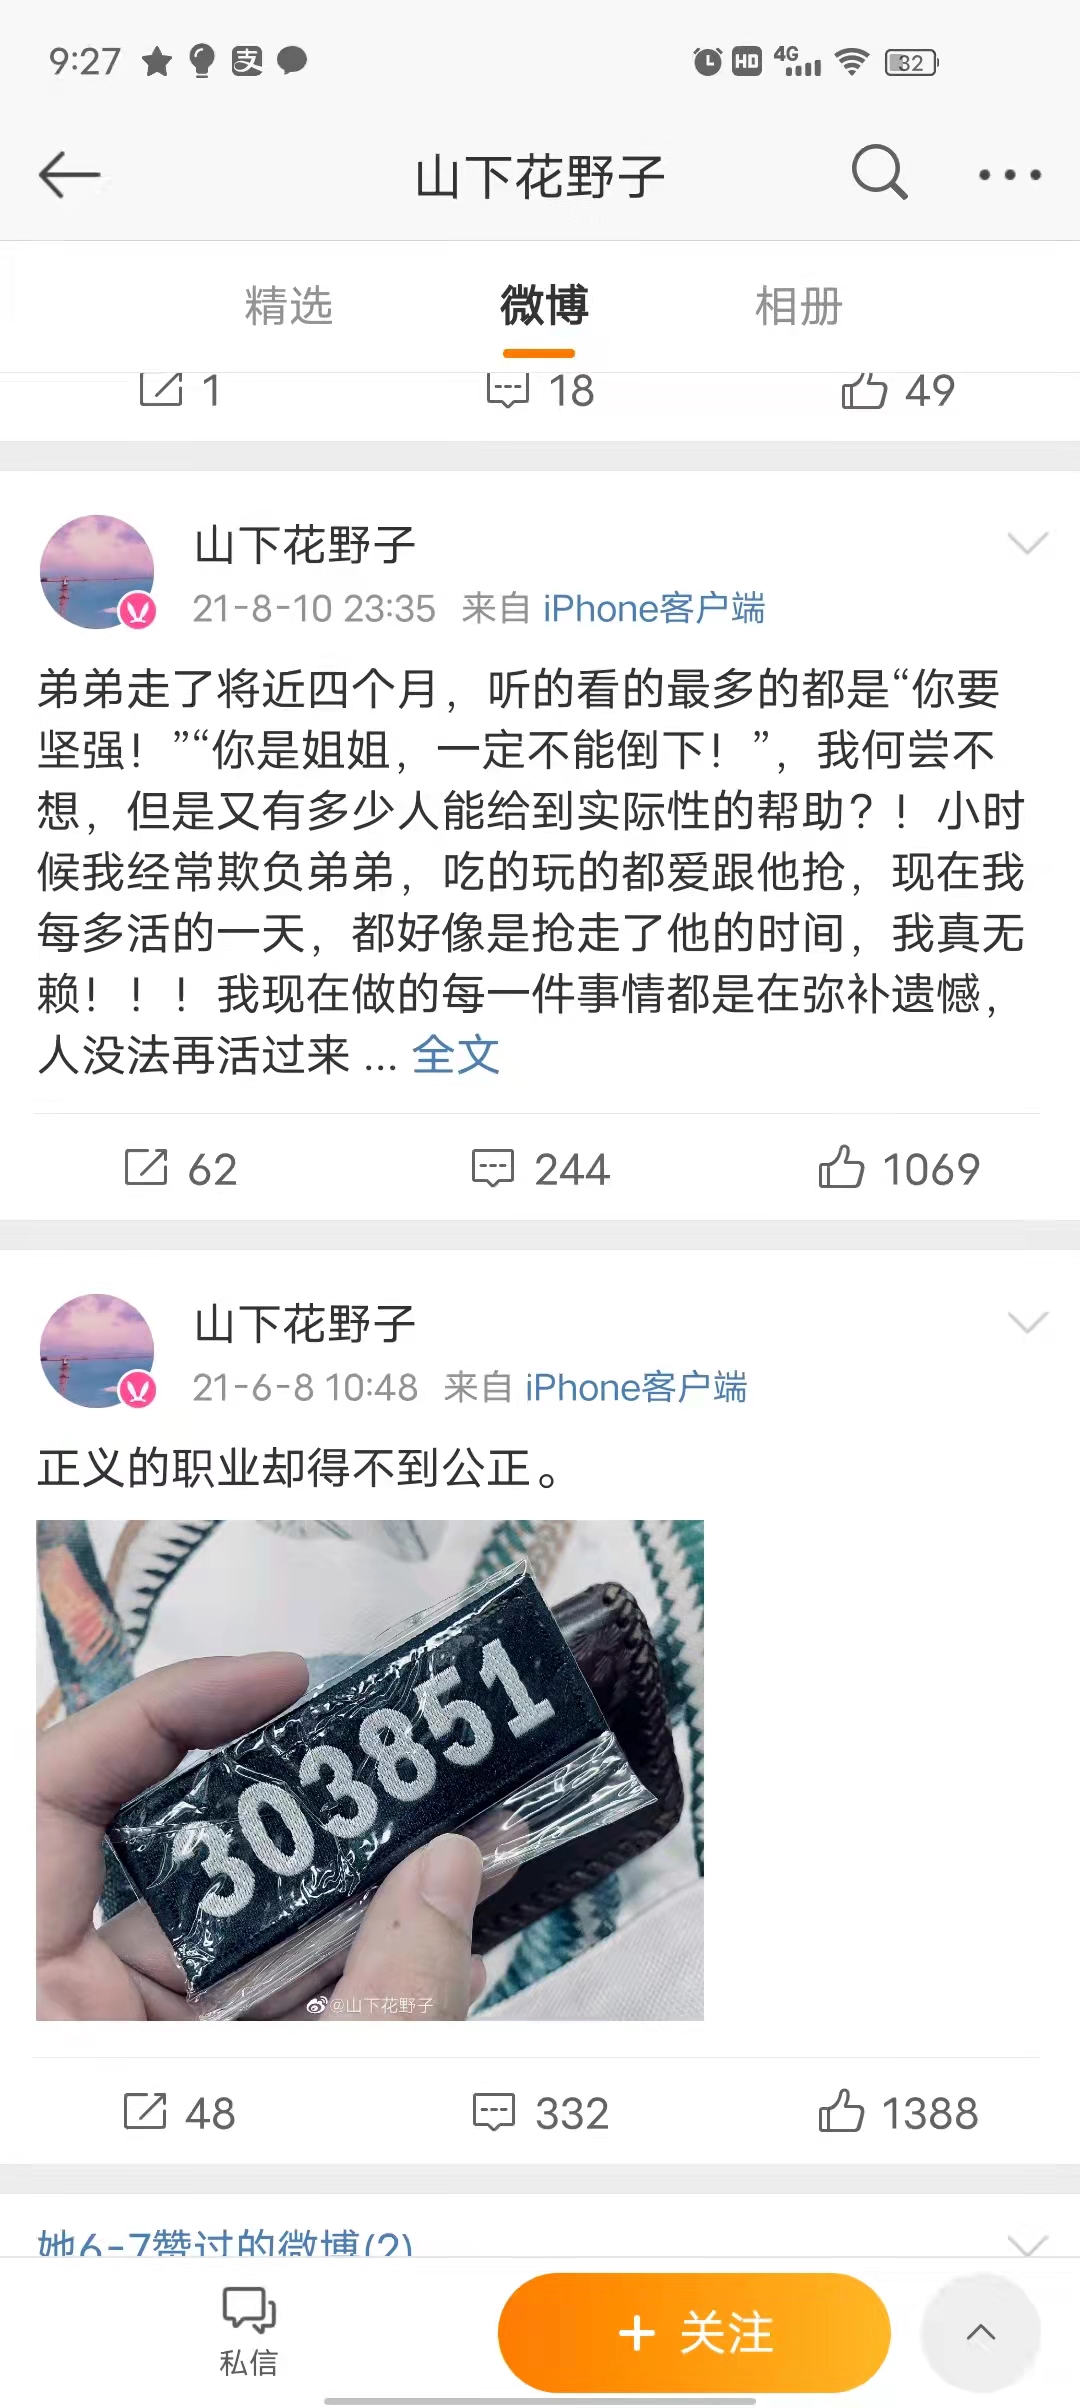 9:27 支 HD 4G 32
山下花野子
精选 微博 相册
1 18 49
山下花野子
21-8-10 23:35 来自 iPhone客户端
弟弟走了将近四个月，听的看的最多的都是“你要
坚强！”“你是姐姐，一定不能倒下！”，我何尝不
想，但是又有多少人能给到实际性的帮助？！小时
候我经常欺负弟弟，吃的玩的都爱跟他抢，现在我
每多活的一天，都好像是抢走了他的时间，我真无
赖！！！我现在做的每一件事情都是在弥补遗憾，
人没法再活过来 ... 全文
62 244 1069
山下花野子
21-6-8 10:48 来自 iPhone客户端
正义的职业却得不到公正。
303851
@山下花野子
48 332 1388
她6-7赞过的微博(2)
私信 + 关注